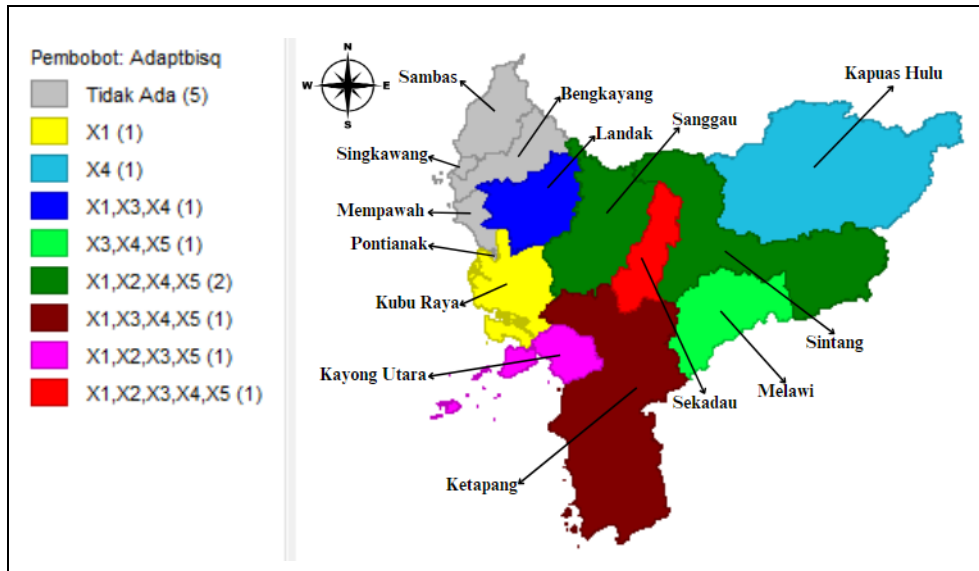 Pembobot: Adaptbisq
Tidak Ada (5)
X1 (1)
X4 (1)
X1,X3,X4 (1)
X3,X4,X5 (1)
X1,X2,X4,X5 (2)
X1,X3,X4,X5 (1)
X1,X2,X3,X5 (1)
X1,X2,X3,X4,X5 (1)
N
W
E
S
Sambas
Bengkayang
Kapuas Hulu
Landak
Sanggau
Singkawang
Mempawah
Pontianak
Kubu Raya
Sintang
Kayong Utara
Melawi
Sekadau
Ketapang